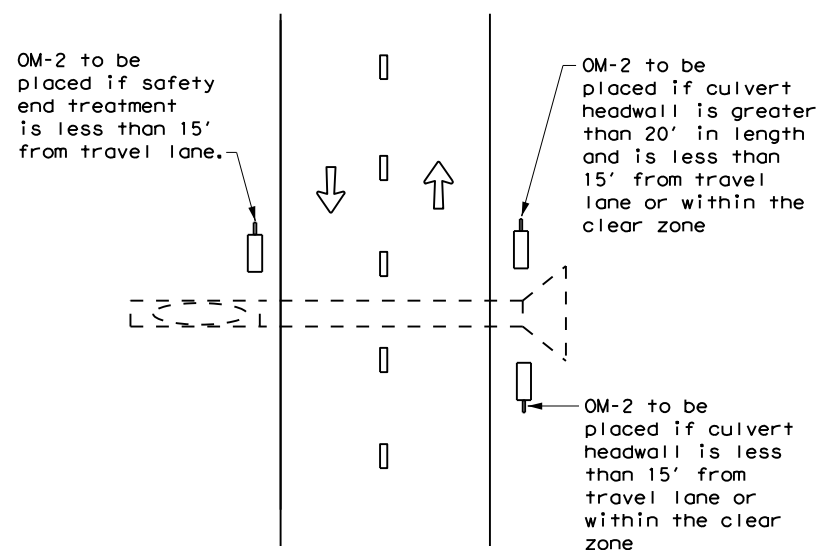 OM-2 to be
placed if safety
end treatment
is less than 15'
from travel lane.
OM-2 to be
placed if culvert
headwall is greater
than 20' in length
and is less than
15' from travel
lane or within the
clear zone
OM-2 to be
placed if culvert
headwall is less
than 15' from
travel lane or
within the clear
zone